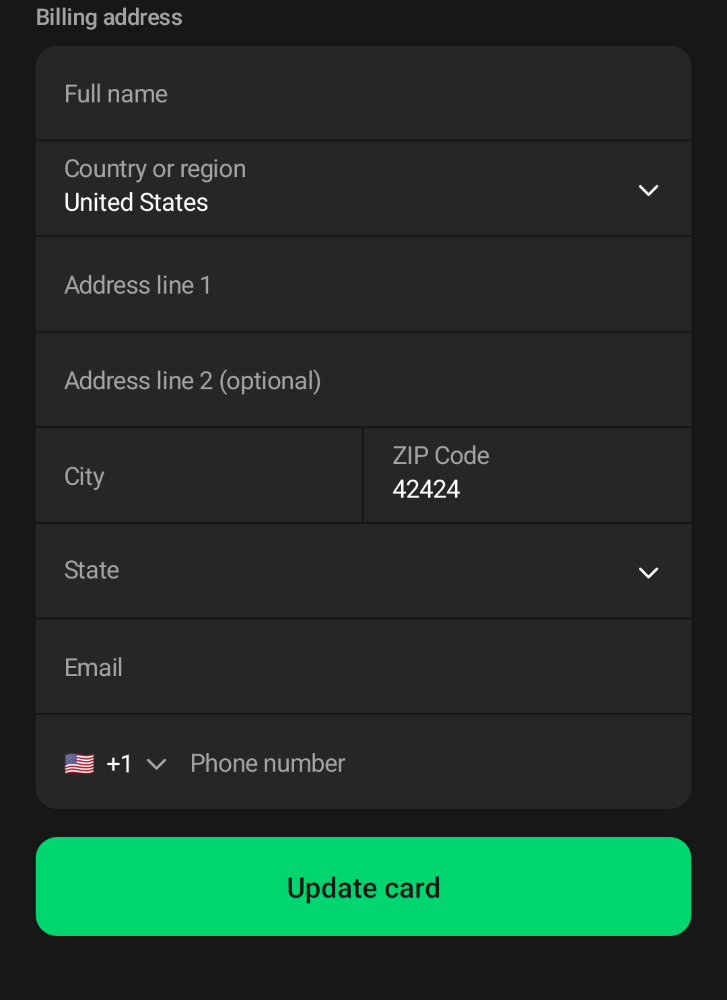 Billing address
Full name
Country or region
United States
Address line 1
Address line 2 (optional)
City
ZIP Code
42424
State
Email
+1 Phone number
Update card